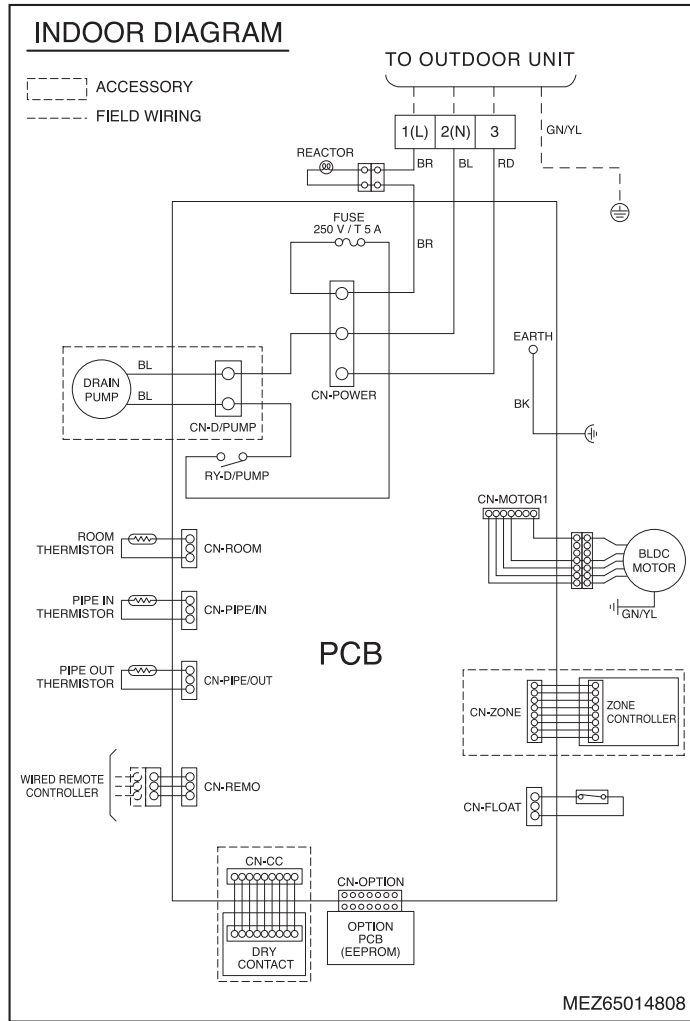 INDOOR DIAGRAM
ACCESSORY
FIELD WIRING
TO OUTDOOR UNIT
1(L) 2(N) 3
GN/YL
REACTOR
BR
BL
RD
FUSE
250 V / T 5 A
BR
EARTH
BK
DRAIN
PUMP
BL
BL
CN-D/PUMP
CN-POWER
RY-D/PUMP
CN-MOTOR1
BLDC
MOTOR
GN/YL
ROOM
THERMISTOR
CN-ROOM
PIPE IN
THERMISTOR
CN-PIPE/IN
PIPE OUT
THERMISTOR
CN-PIPE/OUT
PCB
CN-ZONE
ZONE
CONTROLLER
WIRED REMOTE
CONTROLLER
CN-REMO
CN-FLOAT
CN-CC
DRY
CONTACT
CN-OPTION
OPTION
PCB
(EEPROM)
MEZ65014808